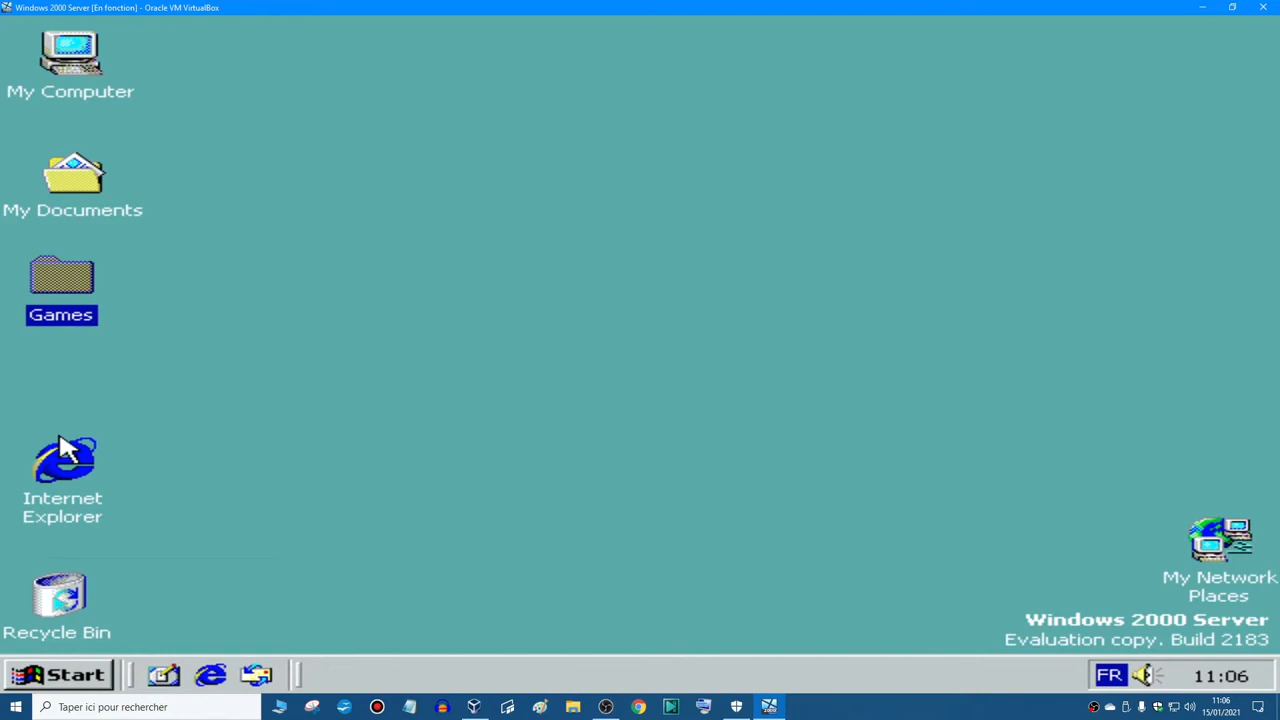 Windows 2000 Server [En fonction] - Oracle VM VirtualBox
My Computer
My Documents
Games
Internet
Explorer
Recycle Bin
My Network
Places
Windows 2000 Server
Evaluation copy. Build 2183
Start
FR
11:06
Taper ici pour rechercher
11:06
15/01/2021